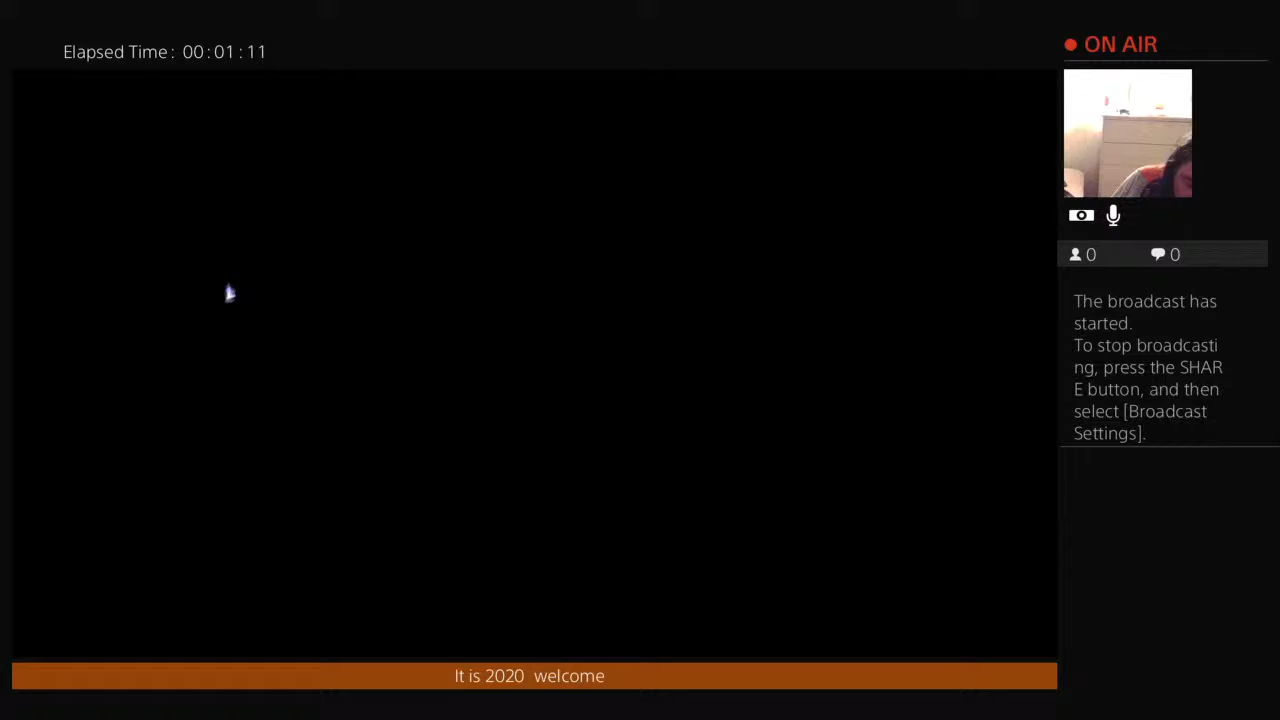 Elapsed Time: 00:01:11
ON AIR
0 0
The broadcast has
started.
To stop broadcasti
ng, press the SHAR
E button, and then
select [Broadcast
Settings].
It is 2020 welcome